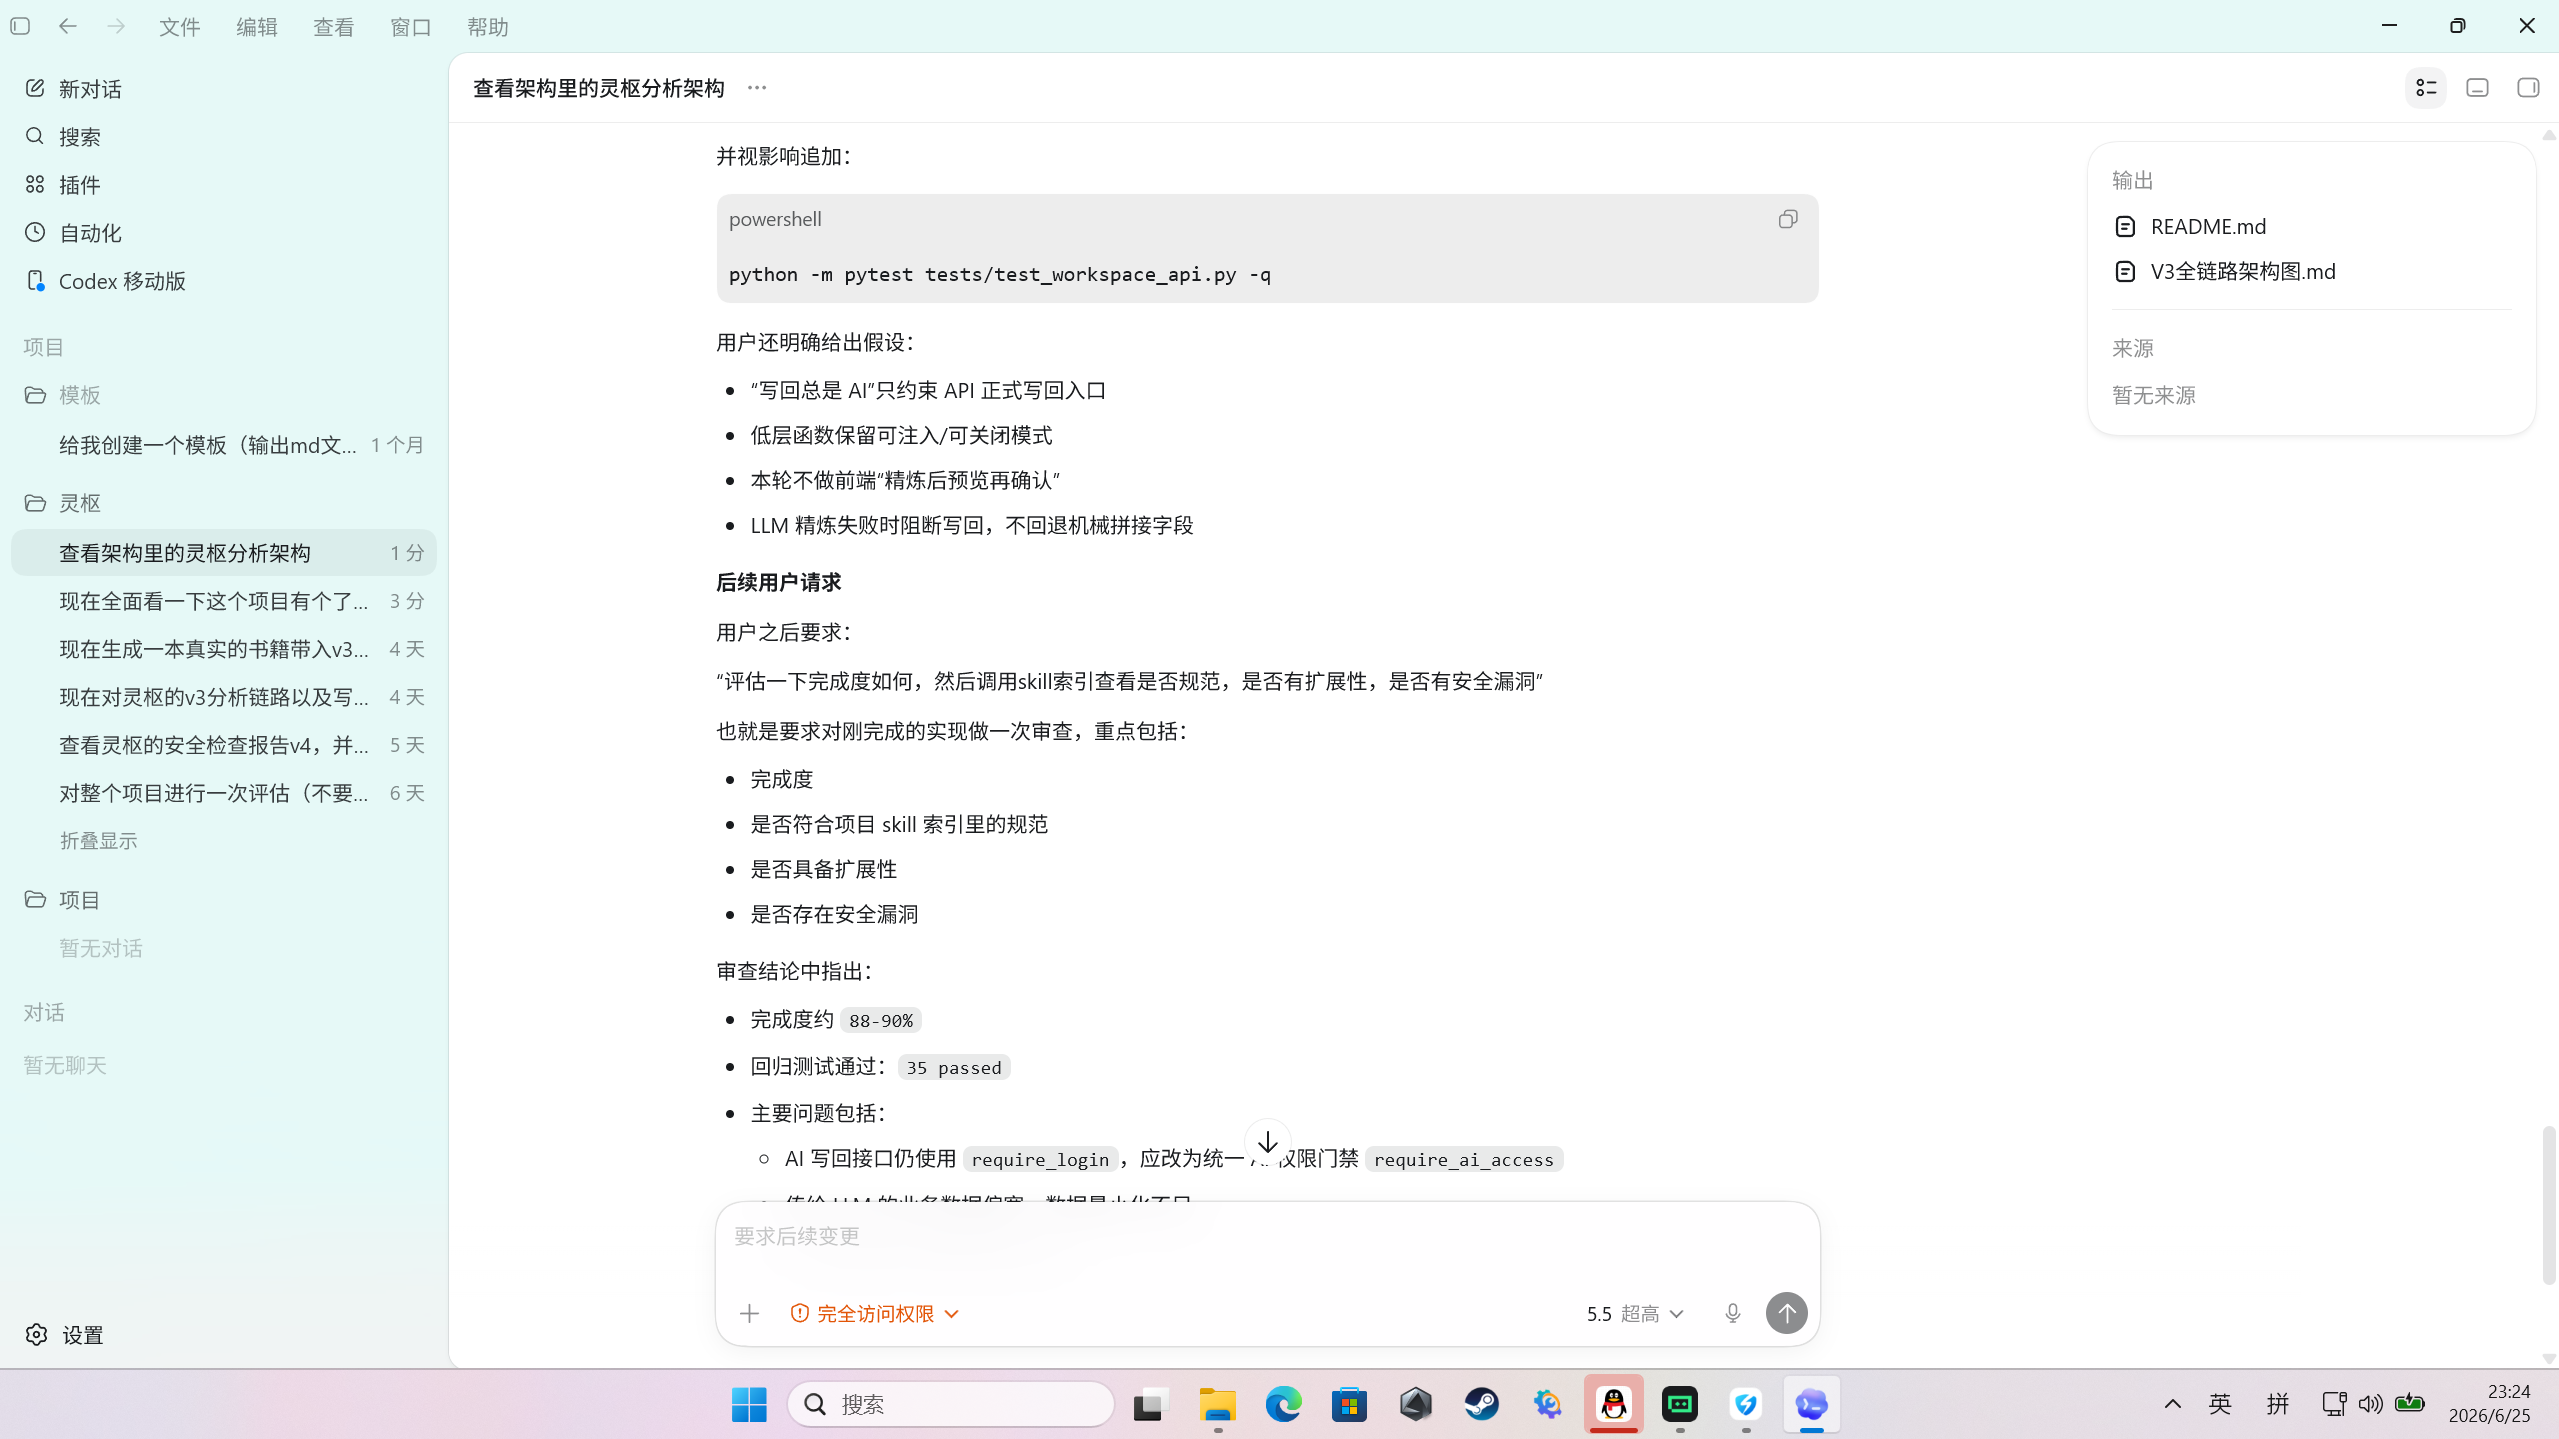 文件 编辑 查看 窗口 帮助
新对话
搜索
插件
自动化
Codex 移动版
项目
模板
给我创建一个模板（输出md文... 1 个月
灵枢
查看架构里的灵枢分析架构 1 分
现在全面看一下这个项目有个了... 3 分
现在生成一本真实的书籍带入v3... 4 天
现在对灵枢的v3分析链路以及写... 4 天
查看灵枢的安全检查报告v4，并... 5 天
对整个项目进行一次评估（不要... 6 天
折叠显示
项目
暂无对话
对话
暂无聊天
设置
查看架构里的灵枢分析架构 ...
并视影响追加：
powershell
python -m pytest tests/test_workspace_api.py -q
用户还明确给出假设：
“写回总是 AI”只约束 API 正式写回入口
低层函数保留可注入/可关闭模式
本轮不做前端“精炼后预览再确认”
LLM 精炼失败时阻断写回，不回退机械拼接字段
后续用户请求
用户之后要求：
“评估一下完成度如何，然后调用skill索引查看是否规范，是否有扩展性，是否有安全漏洞”
也就是要求对刚完成的实现做一次审查，重点包括：
完成度
是否符合项目 skill 索引里的规范
是否具备扩展性
是否存在安全漏洞
审查结论中指出：
完成度约 88-90%
回归测试通过：35 passed
主要问题包括：
AI 写回接口仍使用 require_login，应改为统一 AI 权限门禁 require_ai_access
要求后续变更
完全访问权限
5.5 超高
输出
README.md
V3全链路架构图.md
来源
暂无来源
搜索
英 拼
23:24
2026/6/25